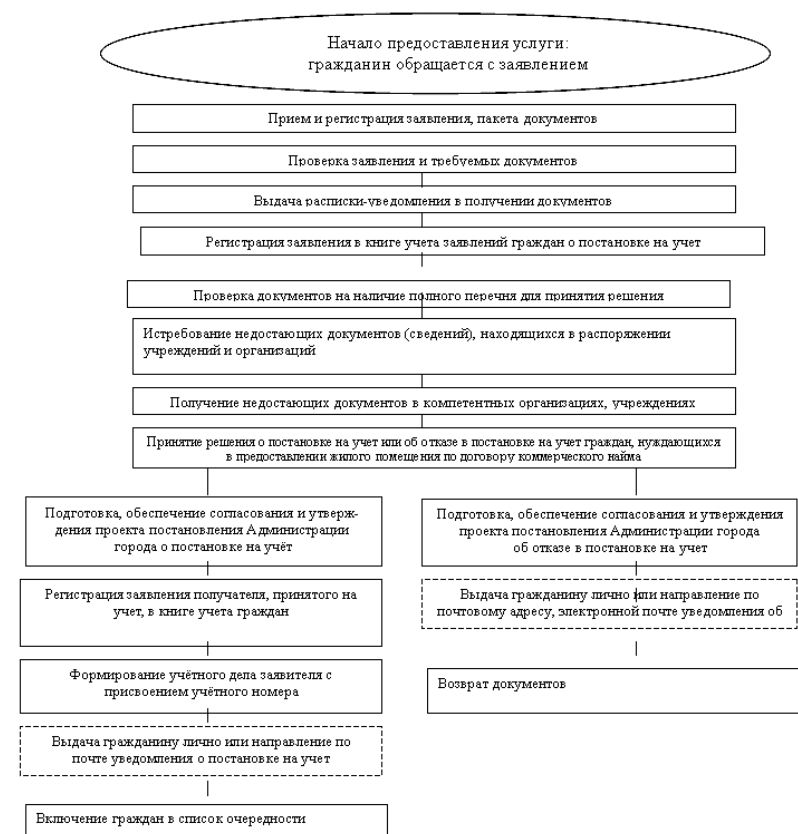 Начало предоставления услуги:
гражданин обращается с заявлением
Прием и регистрация заявления, пакета документов
Проверка заявления и требуемых документов
Выдача расписки-уведомления в получении документов
Регистрация заявления в книге учета заявлений граждан о постановке на учет
Проверка документов на наличие полного перечня для принятия решения
Истребование недостающих документов (сведений), находящихся в распоряжении
учреждений и организаций
Получение недостающих документов в компетентных организациях, учреждениях
Принятие решения о постановке на учет или об отказе в постановке на учет граждан, нуждающихся
в предоставлении жилого помещения по договору коммерческого найма
Подготовка, обеспечение согласования и утверж-
дения проекта постановления Администрации
города о постановке на учёт
Регистрация заявления получателя, принятого на
учет, в книге учета граждан
Формирование учётного дела заявителя с
присвоением учётного номера
Выдача гражданину лично или направление по
почте уведомления о постановке на учет
Включение граждан в список очередности
Подготовка, обеспечение согласования и утверждения
проекта постановления Администрации города
об отказе в постановке на учет
Выдача гражданину лично или направление по
почтовому адресу, электронной почте уведомления об
Возврат документов